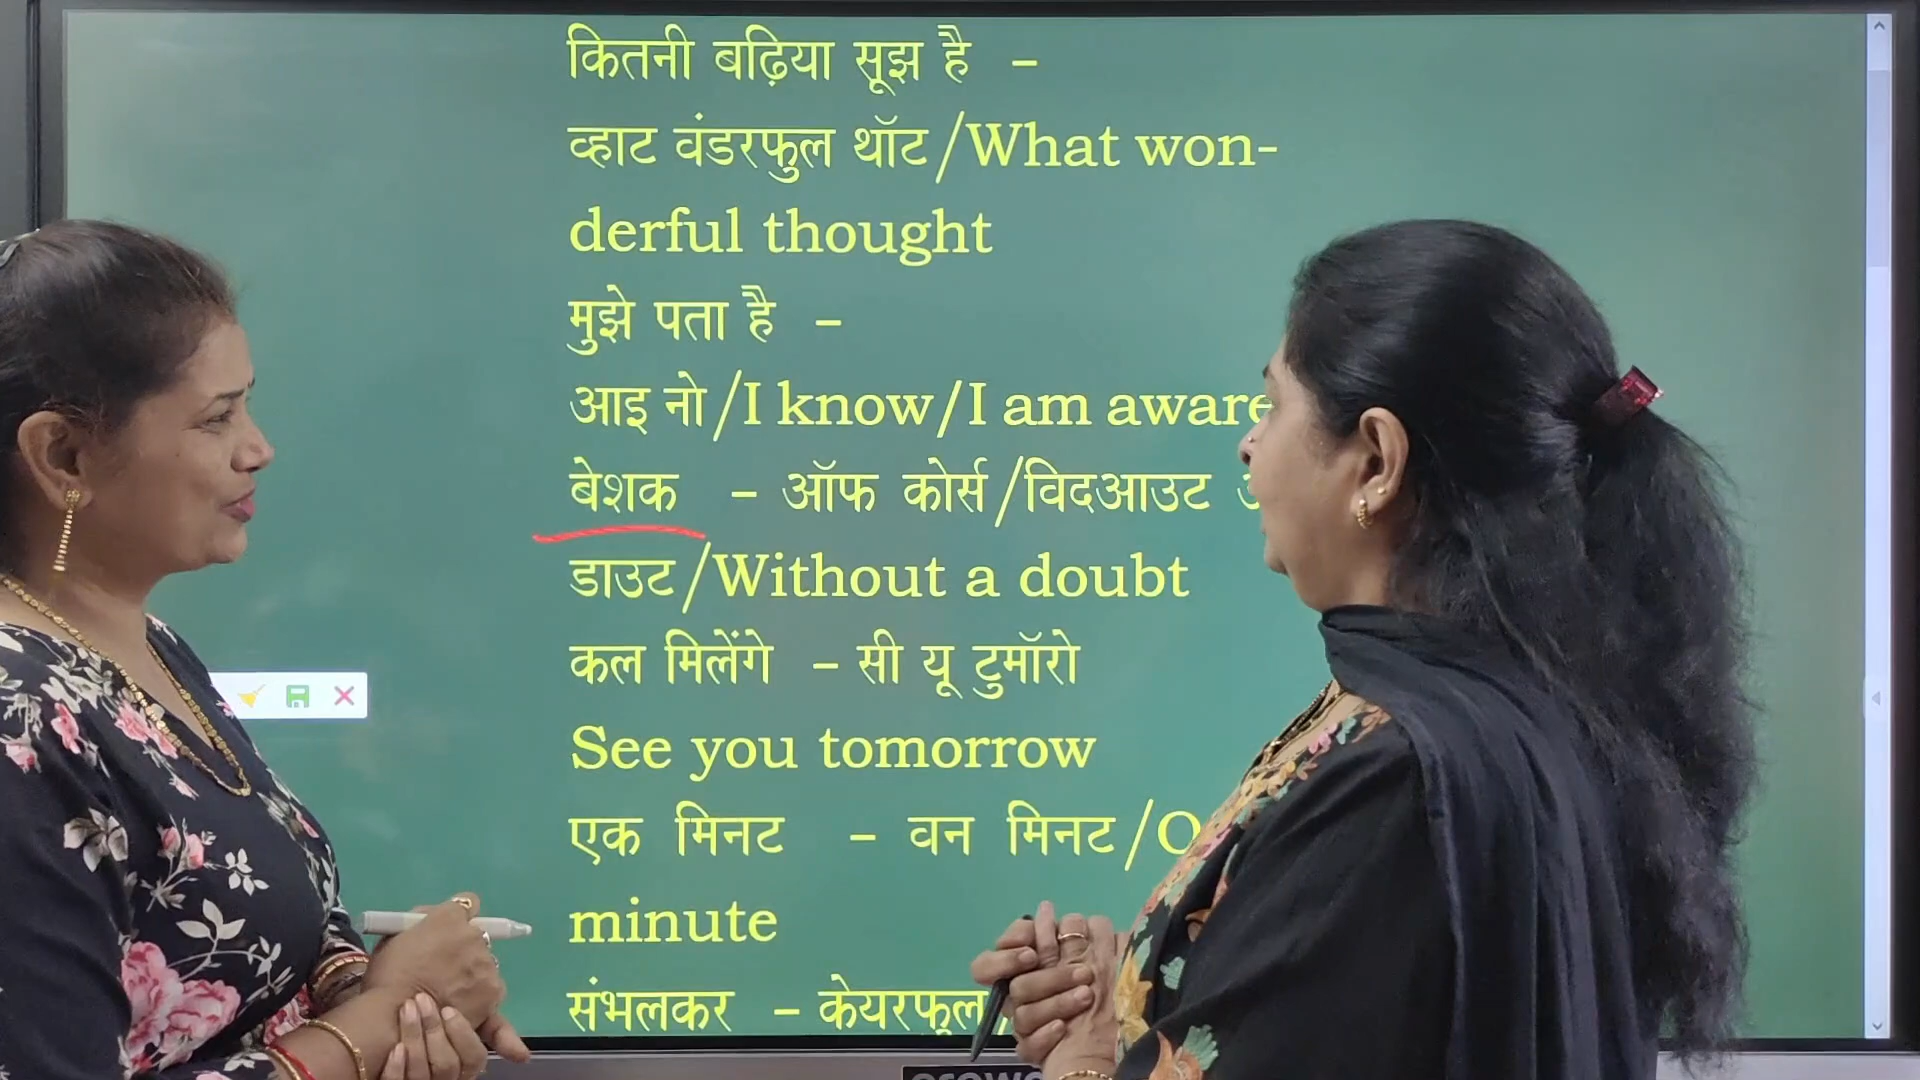 कितनी बढ़िया सूझ है –
व्हाट वंडरफुल थॉट/What won-
derful thought
मुझे पता है –
आइ नो/I know/I am aware
बेशक – ऑफ कोर्स/विदआउट
डाउट/Without a doubt
कल मिलेंगे – सी यू टुमॉरो
See you tomorrow
एक मिनट – वन मिनट/O
minute
संभलकर – केयरफुल/